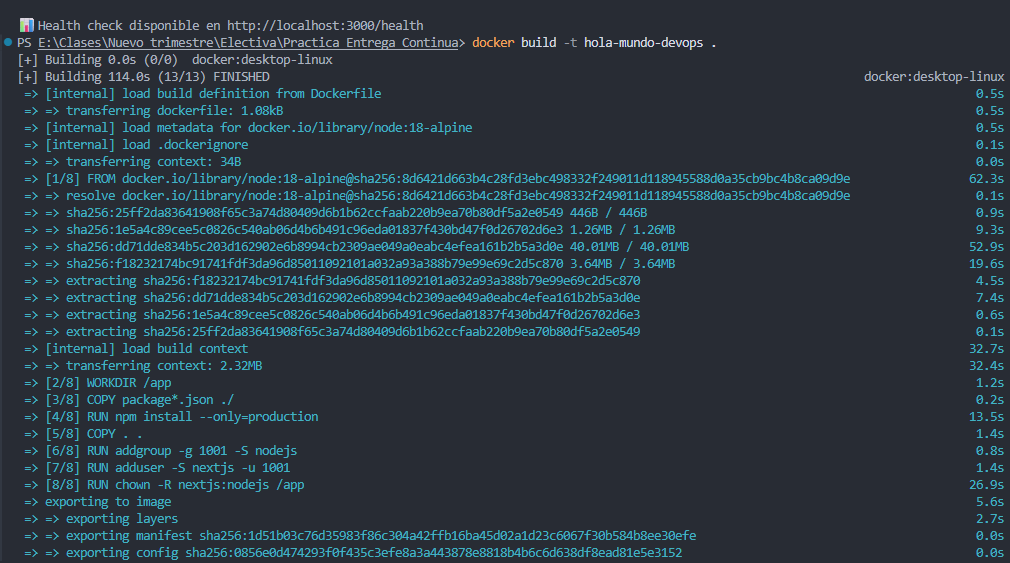 Health check disponible en http://localhost:3000/health
PS E:\Clases\Nuevo trimestre\Electiva\Practica Entrega Continua> docker build -t hola-mundo-devops .
[+] Building 0.0s (0/0)  docker:desktop-linux
[+] Building 114.0s (13/13) FINISHED docker:desktop-linux
=> [internal] load build definition from Dockerfile 0.5s
=> => transferring dockerfile: 1.08kB 0.5s
=> [internal] load metadata for docker.io/library/node:18-alpine 0.5s
=> [internal] load .dockerignore 0.1s
=> => transferring context: 34B 0.0s
=> [1/8] FROM docker.io/library/node:18-alpine@sha256:8d6421d663b4c28fd3ebc498332f249011d118945588d0a35cb9bc4b8ca09d9e 62.3s
=> => resolve docker.io/library/node:18-alpine@sha256:8d6421d663b4c28fd3ebc498332f249011d118945588d0a35cb9bc4b8ca09d9e 0.1s
=> => sha256:25ff2da83641908f65c3a74d80409d6b1b62ccfaab220b9ea70b80df5a2e0549 446B / 446B 0.9s
=> => sha256:1e5a4c89cee5c0826c540ab06d4b6b491c96eda01837f430bd47f0d26702d6e3 1.26MB / 1.26MB 9.3s
=> => sha256:dd71dde834b5c203d162902e6b8994cb2309ae049a0eabc4efea161b2b5a3d0e 40.01MB / 40.01MB 52.9s
=> => sha256:f18232174bc91741fdf3da96d85011092101a032a93a388b79e99e69c2d5c870 3.64MB / 3.64MB 19.6s
=> => extracting sha256:f18232174bc91741fdf3da96d85011092101a032a93a388b79e99e69c2d5c870 4.5s
=> => extracting sha256:dd71dde834b5c203d162902e6b8994cb2309ae049a0eabc4efea161b2b5a3d0e 7.4s
=> => extracting sha256:1e5a4c89cee5c0826c540ab06d4b6b491c96eda01837f430bd47f0d26702d6e3 0.6s
=> => extracting sha256:25ff2da83641908f65c3a74d80409d6b1b62ccfaab220b9ea70b80df5a2e0549 0.1s
=> [internal] load build context 32.7s
=> => transferring context: 2.32MB 32.4s
=> [2/8] WORKDIR /app 1.2s
=> [3/8] COPY package*.json ./ 0.2s
=> [4/8] RUN npm install --only=production 13.5s
=> [5/8] COPY . . 1.4s
=> [6/8] RUN addgroup -g 1001 -S nodejs 0.8s
=> [7/8] RUN adduser -S nextjs -u 1001 1.4s
=> [8/8] RUN chown -R nextjs:nodejs /app 26.9s
=> exporting to image 5.6s
=> => exporting layers 2.7s
=> => exporting manifest sha256:1d51b03c76d35983f86c304a42ffb16ba45d02a1d23c6067f30b584b8ee30efe 0.0s
=> => exporting config sha256:0856e0d474293f0f435c3efe8a3a443878e8818b4b6c6d638df8ead81e5e3152 0.0s